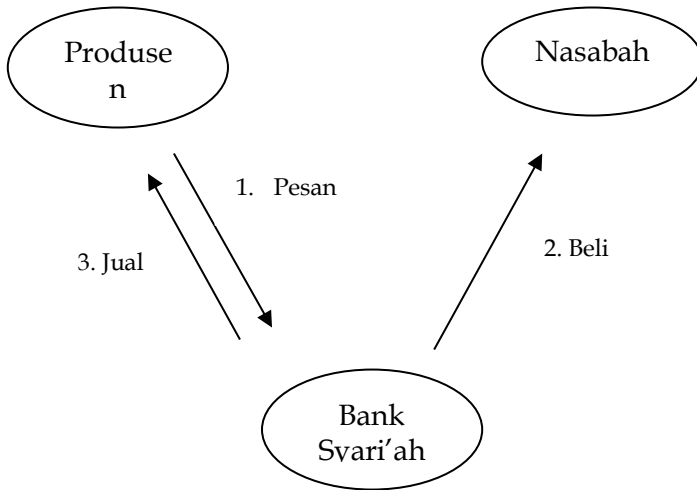 Produse
n
Nasabah
1. Pesan
3. Jual
2. Beli
Bank
Syari'ah